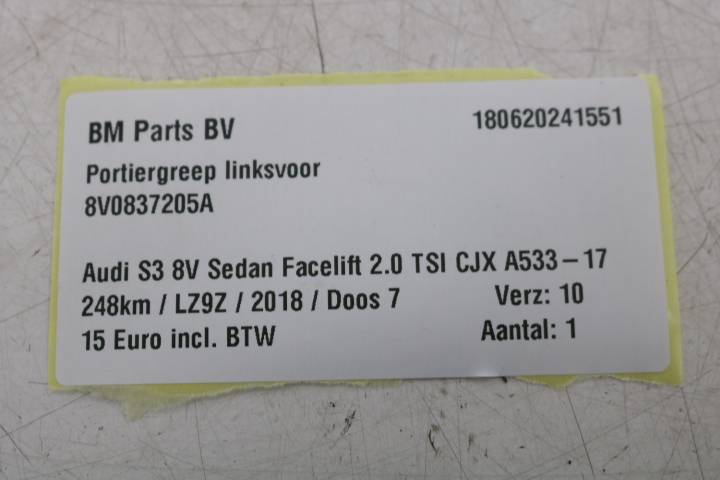 BM Parts BV 180620241551
Portiergreep linksvoor
8V0837205A
Audi S3 8V Sedan Facelift 2.0 TSI CJX A533-17
248km / LZ9Z / 2018 / Doos 7 Verz: 10
15 Euro incl. BTW Aantal: 1